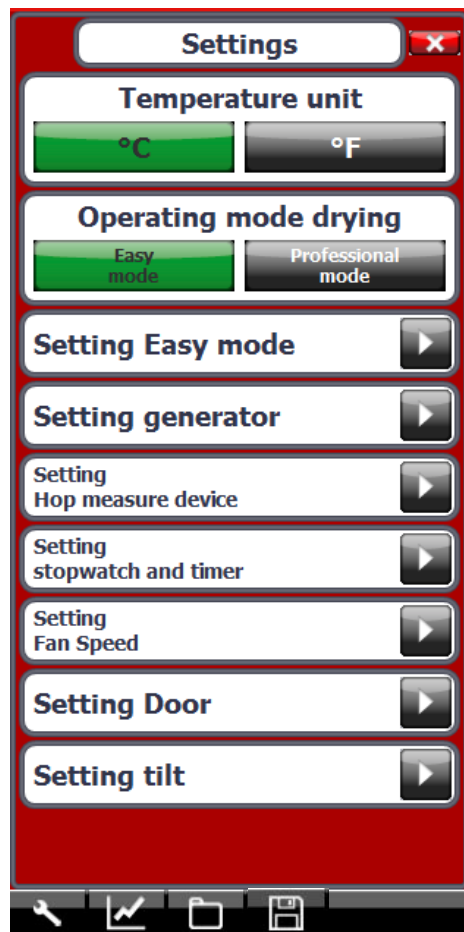 Settings
Temperature unit
°C
°F
Operating mode drying
Easy
mode
Professional
mode
Setting Easy mode
Setting generator
Setting
Hop measure device
Setting
stopwatch and timer
Setting
Fan Speed
Setting Door
Setting tilt